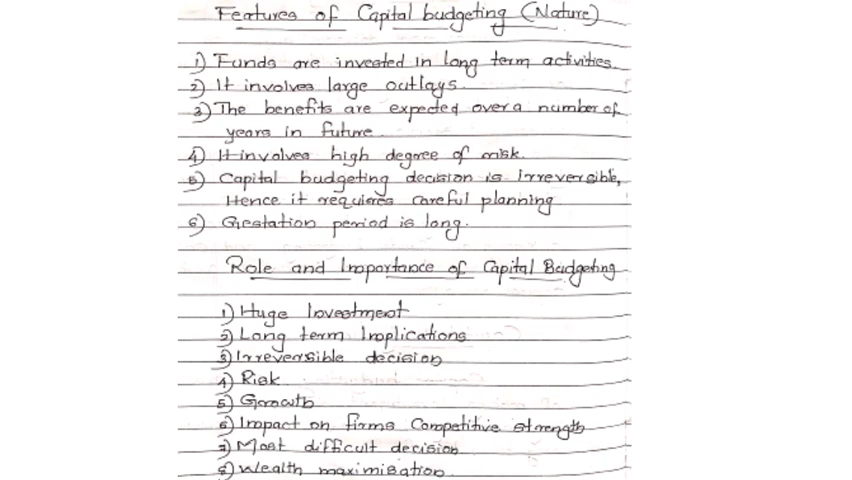 Features of Capital budgeting (Nature)
1) Funds are invested in long term activities
2) It involves large outlays.
3) The benefits are expected over a number of
years in future.
4) It involves high degree of risk.
5) Capital budgeting decision is irreversible,
Hence it requires careful planning
6) Gestation period is long.
Role and Importance of Capital Budgeting
1) Huge Investment
2) Long term Implications
3) Irreversible decision
4) Risk
5) Growth
6) Impact on firms Competitive strength
7) Most difficult decision
8) Wealth maximisation.